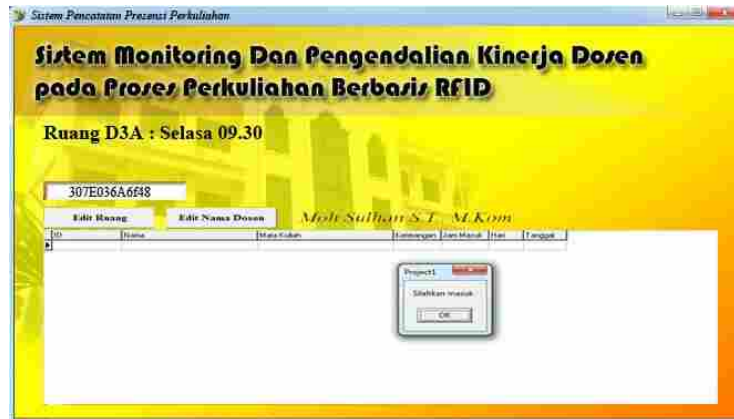 Sistem Pencatatan Prezensi Perkuliahan
Sistem Monitoring Dan Pengendalian Kinerja Dosen
pada Proses Perkuliahan Berbasis RFID
Ruang D3A : Selasa 09.30
307E036A6f48
Edit Ruang Edit Nama Dosen Moh Sulhan S.T, M.Kom
ID Nama Mata Kuliah Keterangan Jam Masuk Hari Tanggal
Project1
Silahkan masuk
OK